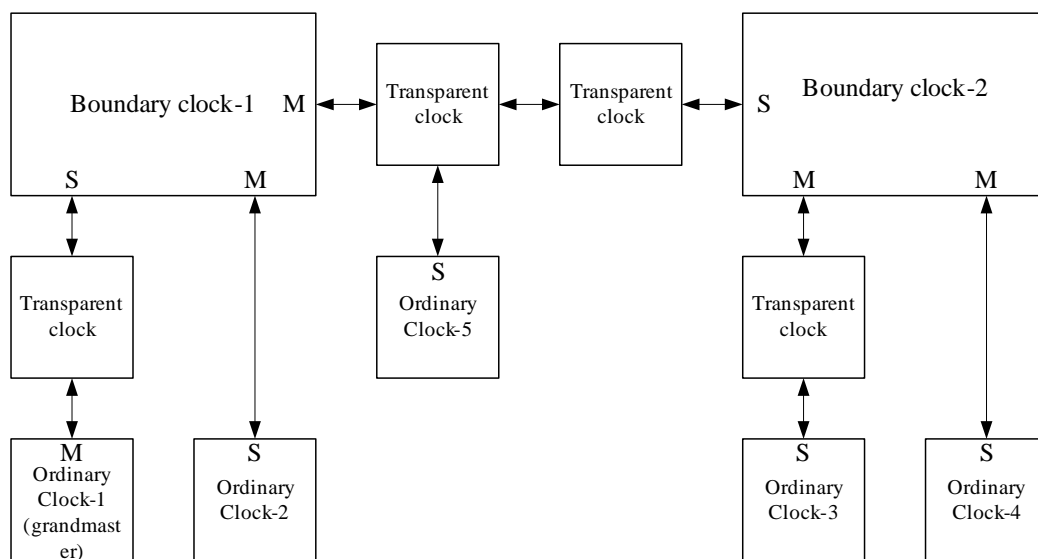 Boundary clock-1
M
S
M
Transparent
clock
Transparent
clock
Boundary clock-2
S
M
M
Transparent
clock
S
Ordinary
Clock-5
Transparent
clock
M
Ordinary
Clock-1
(grandmast
er)
S
Ordinary
Clock-2
S
Ordinary
Clock-3
S
Ordinary
Clock-4